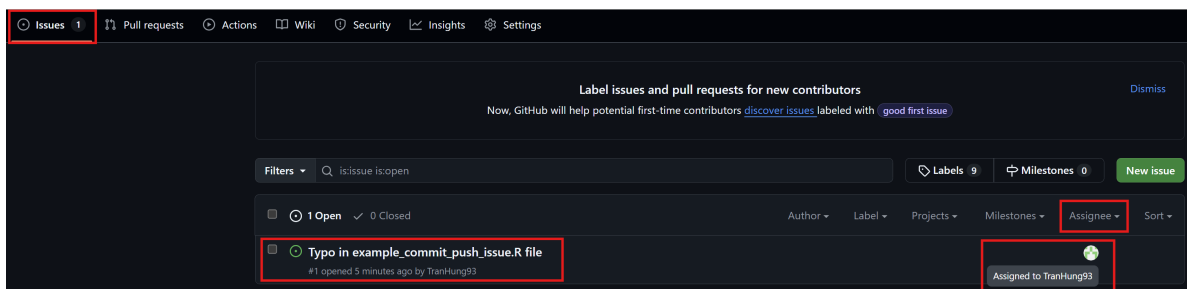 Issues 1 Pull requests Actions Wiki Security Insights Settings
Label issues and pull requests for new contributors
Dismiss
Now, GitHub will help potential first-time contributors discover issues labeled with good first issue
Filters is:issue is:open Labels 9 Milestones 0 New issue
1 Open 0 Closed Author Label Projects Milestones Assignee Sort
Typo in example_commit_push_issue.R file
#1 opened 5 minutes ago by TranHung93
Assigned to TranHung93